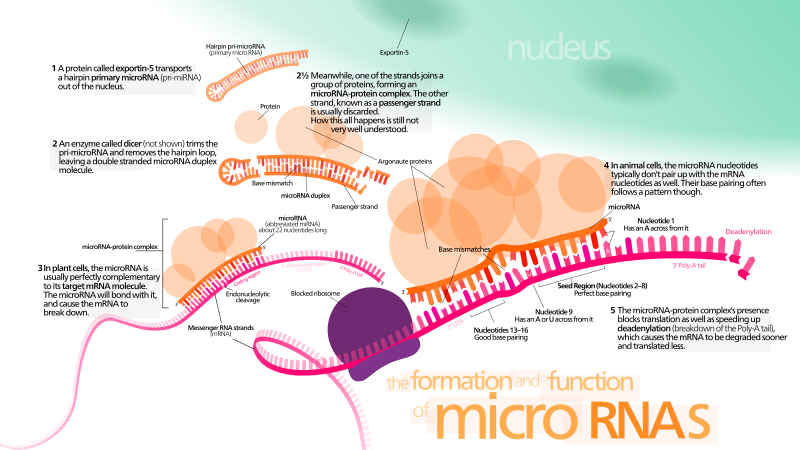 nucleus
Exportin-5
Hairpin pri-microRNA
(primary micro RNA)
1 A protein called exportin-5 transports
a hairpin primary microRNA (pri-miRNA)
out of the nucleus.
2½ Meanwhile, one of the strands joins a
group of proteins, forming an
microRNA-protein complex. The other
strand, known as a passenger strand
is usually discarded.
How this all happens is still not
very well understood.
Protein
2 An enzyme called dicer (not shown) trims the
pri-microRNA and removes the hairpin loop,
leaving a double stranded microRNA duplex
molecule.
Argonaute proteins
Base mismatch
microRNA duplex
Passenger strand
4 In animal cells, the microRNA nucleotides
typically don't pair up with the mRNA
nucleotides as well. Their base pairing often
follows a pattern though.
microRNA
Nucleotide 1
Has an A across from it
Deadenylation
microRNA
(abbreviated miRNA)
about 22 nucleotides long
microRNA-protein complex
Base mismatches
3' Poly-A tail
3 In plant cells, the microRNA is
usually perfectly complementary
to its target mRNA molecule.
The microRNA will bond with it,
and cause the mRNA to
break down.
Coding region
3' Poly-A tail
Endonucleolytic
cleavage
Blocked ribosome
Seed Region (Nucleotides 2–8)
Perfect base pairing
Nucleotide 9
Has an A or U across from it
Messenger RNA strands
(mRNA)
3' UTR
Nucleotides 13–16
Good base pairing
5 The microRNA-protein complex's presence
blocks translation as well as speeding up
deadenylation (breakdown of the Poly-A tail),
which causes the mRNA to be degraded sooner
and translated less.
the formation and function
of micro RNAs